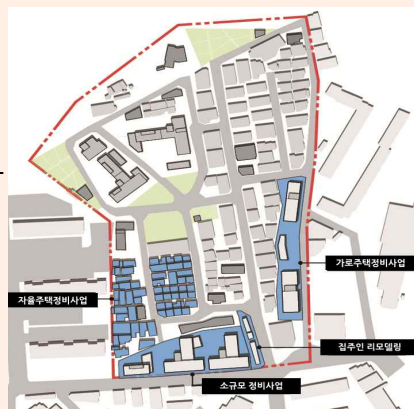 가로주택정비사업
자율주택정비사업
집주인 리모델링
소규모 정비사업